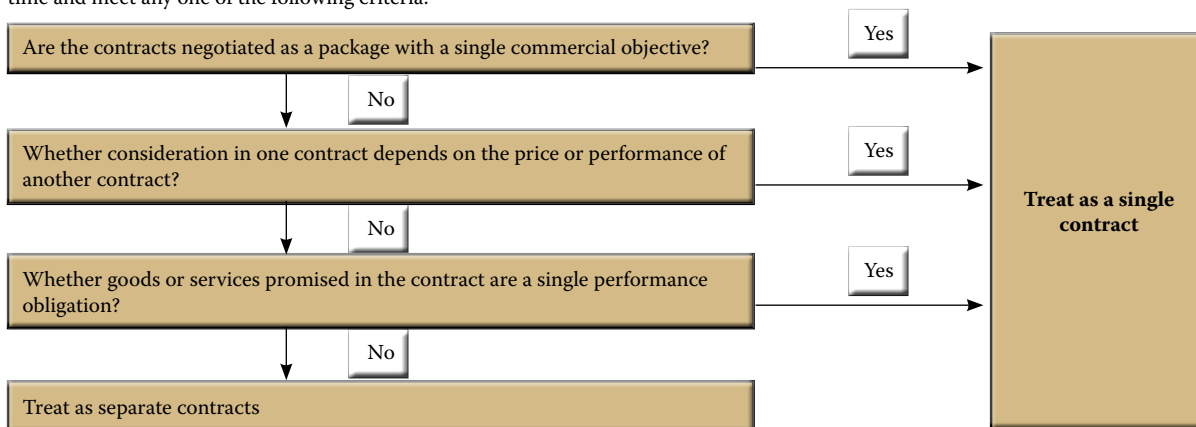 time and meet any one of the following criteria:
Are the contracts negotiated as a package with a single commercial objective?
Yes
No
Whether consideration in one contract depends on the price or performance of
another contract?
Yes
Treat as a single
contract
No
Whether goods or services promised in the contract are a single performance
obligation?
Yes
No
Treat as separate contracts